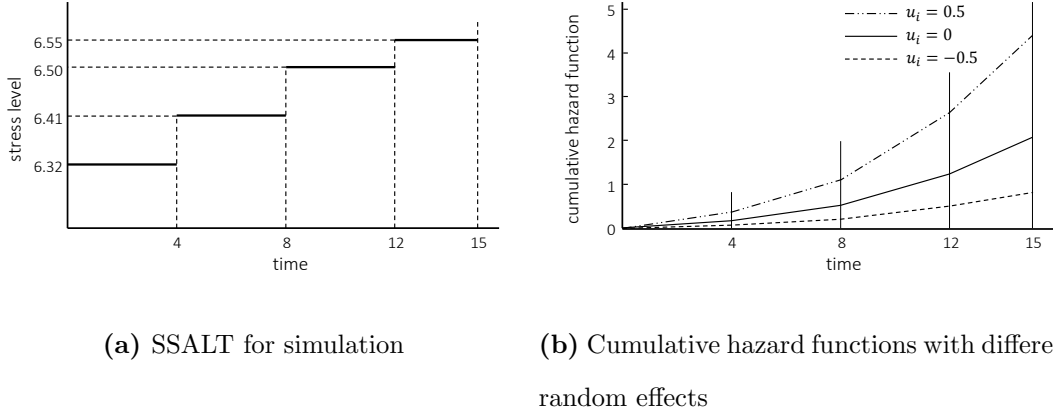 6.55
6.50
6.41
6.32
stress level
4
8
12
15
time
5
4
3
2
1
0
cumulative hazard function
u_i = 0.5
u_i = 0
u_i = −0.5
4
8
12
15
time
(a) SSALT for simulation
(b) Cumulative hazard functions with differe
random effects